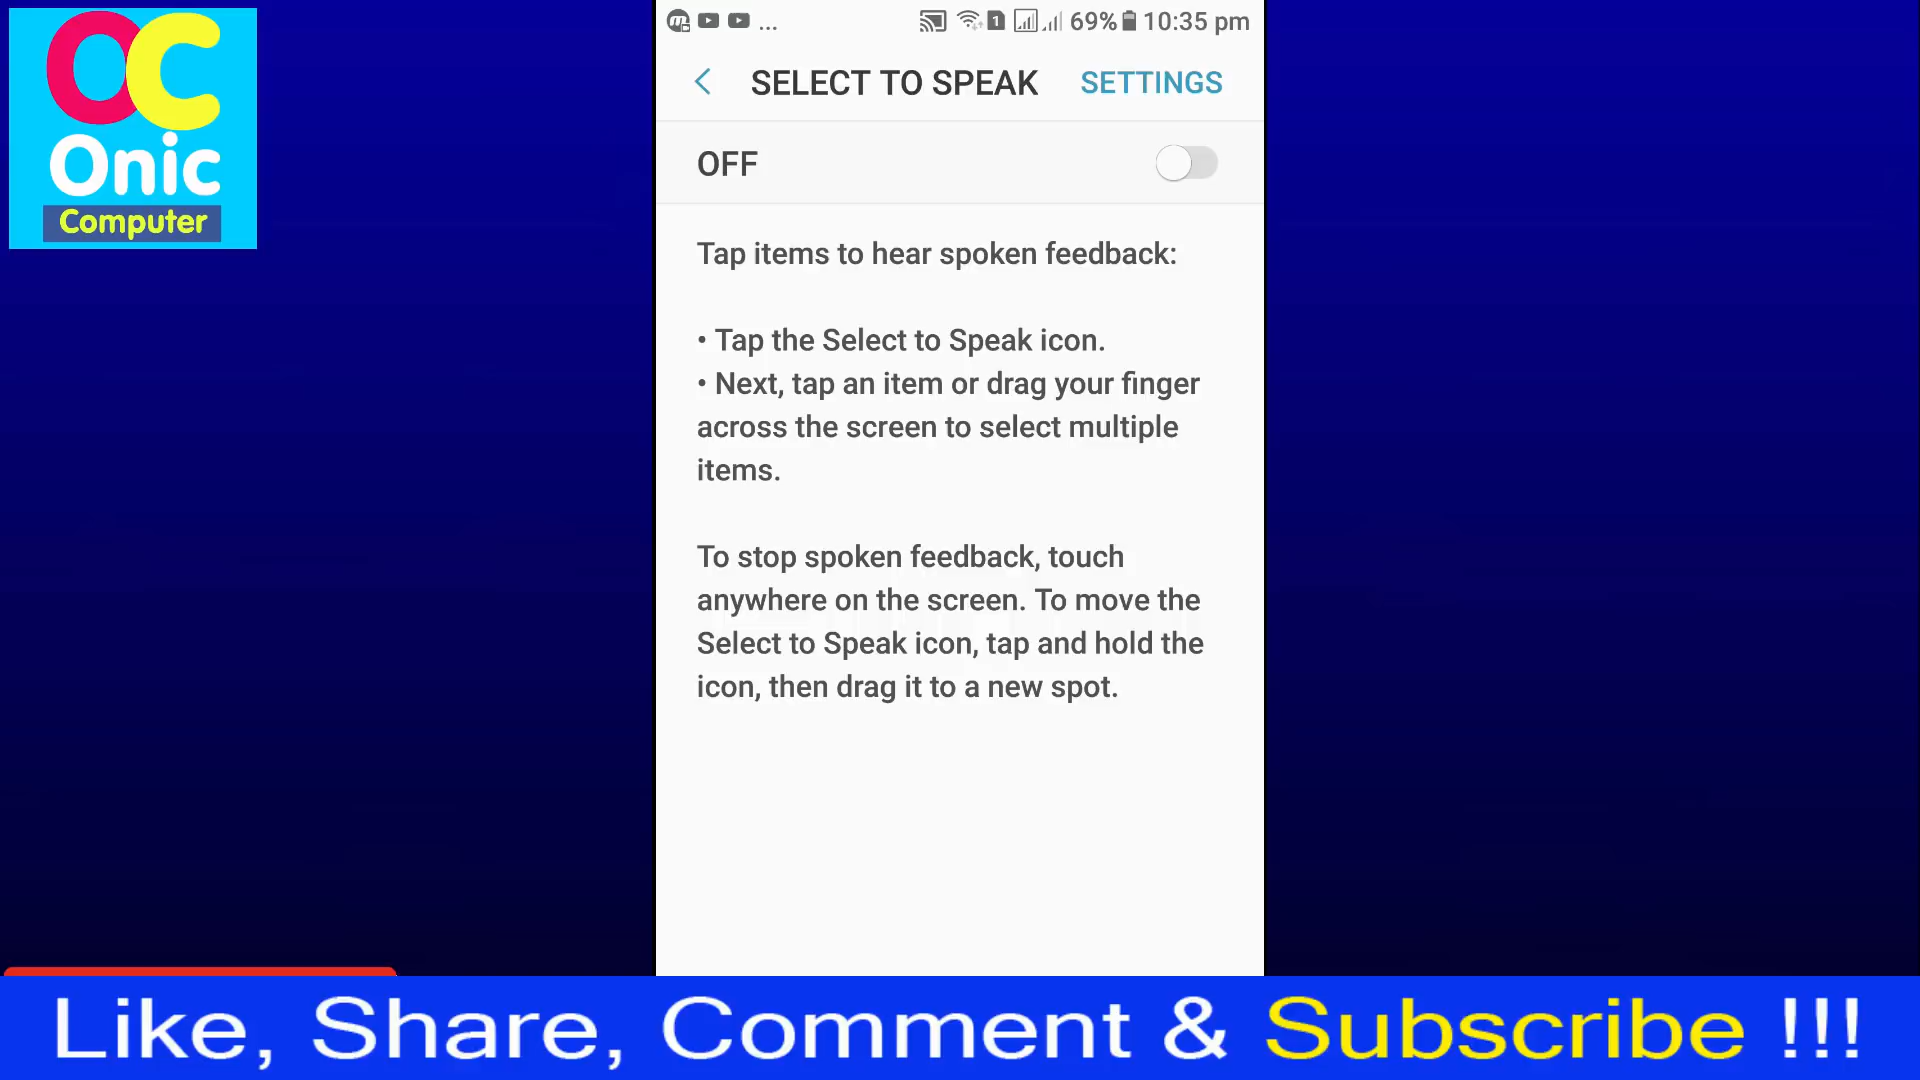 OC
Onic
Computer
... 1 69% 10:35 pm
SELECT TO SPEAK SETTINGS
OFF
Tap items to hear spoken feedback:
• Tap the Select to Speak icon.
• Next, tap an item or drag your finger
across the screen to select multiple
items.
To stop spoken feedback, touch
anywhere on the screen. To move the
Select to Speak icon, tap and hold the
icon, then drag it to a new spot.
Like, Share, Comment & Subscribe !!!